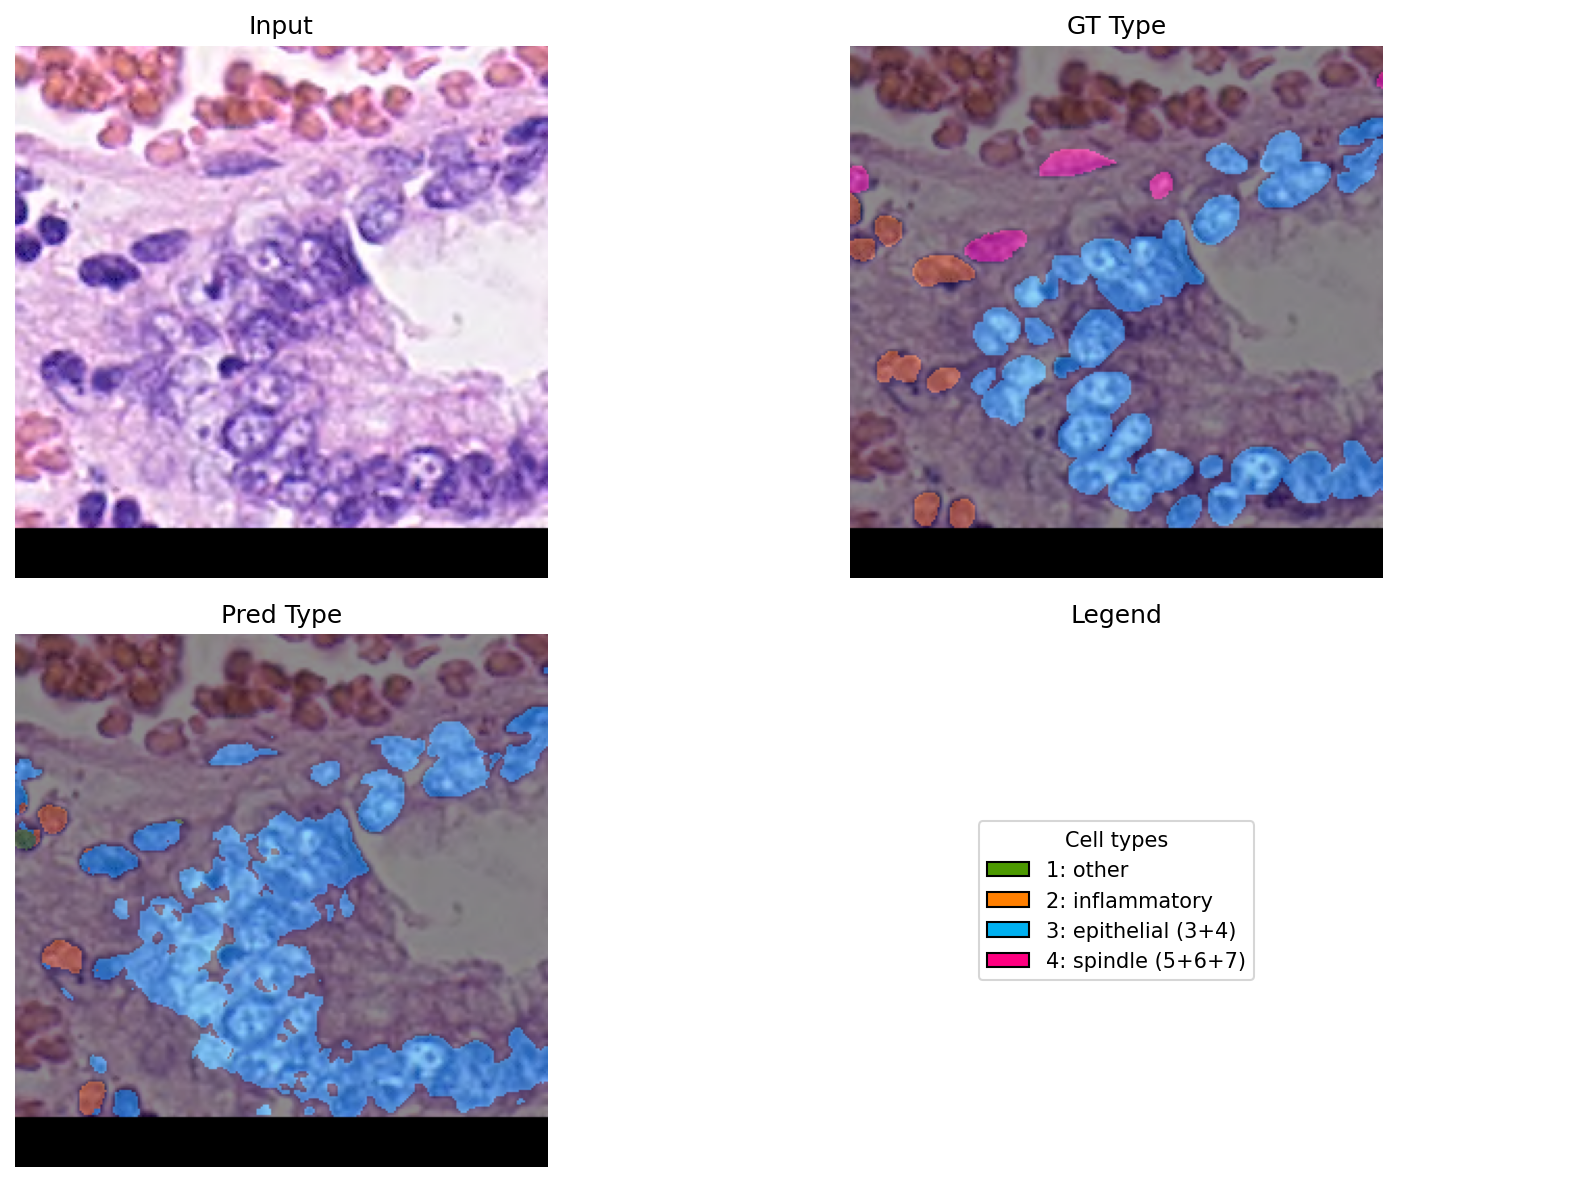 Input
GT Type
Pred Type
Legend
Cell types
1: other
2: inflammatory
3: epithelial (3+4)
4: spindle (5+6+7)